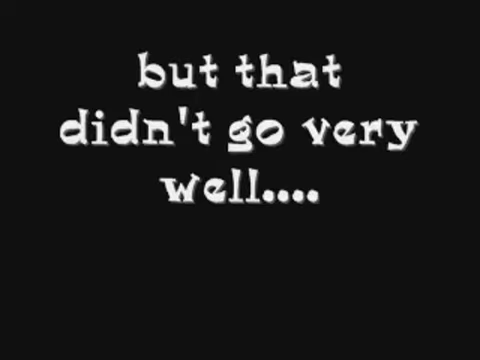 but that
didn't go very
well....